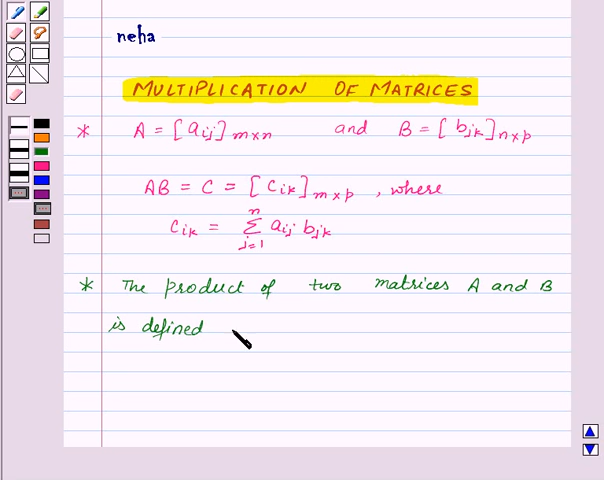 neha
MULTIPLICATION OF MATRICES
* A = [aij]m×n and B = [bjk]n×p
AB = C = [Cik]m×p , where
Cik = n∑j=1 aij bjk
* The product of two matrices A and B
is defined